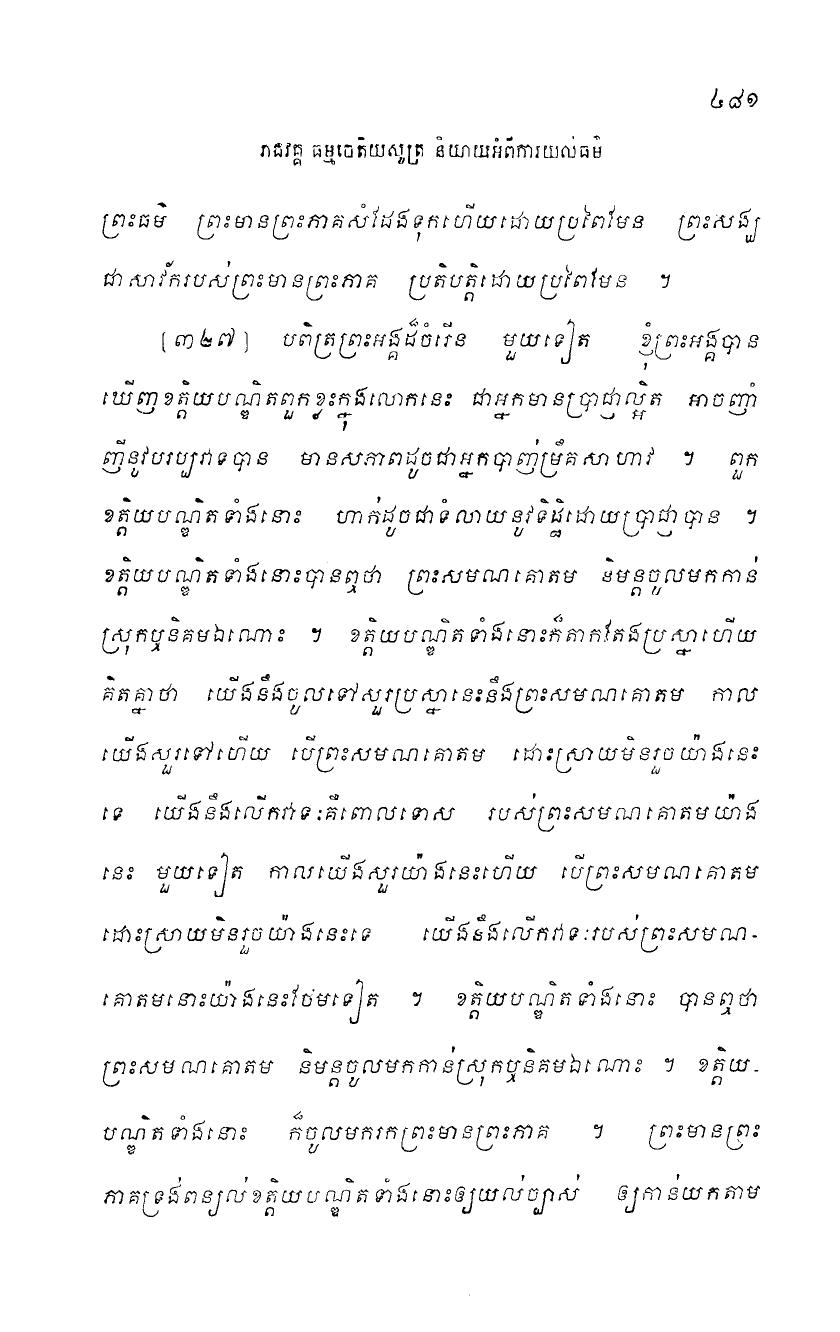 ៤៨១
រាជវគ្គ ធម្មចេតិយសូត្រ និយាយអំពីការយល់ធម៌
ព្រះធម៌ ព្រះមានព្រះភាគសំដែងទុកហើយដោយប្រពៃមែន ព្រះសង្ឃ
ជាសាវ័ករបស់ព្រះមានព្រះភាគ ប្រតិបត្តិដោយប្រពៃមែន ។
[៣២៧] បពិត្រព្រះអង្គដ៏ចំរើន មួយទៀត ខ្ញុំព្រះអង្គបាន
ឃើញខត្តិយបណ្ឌិតពួកខ្លះក្នុងលោកនេះ ជាអ្នកមានប្រាជ្ញាល្អិត អាចញាំ
ញីនូវបរប្បវាទបាន មានសភាពដូចជាអ្នកបាញ់ម្រឹគសាហាវ ។ ពួក
ខត្តិយបណ្ឌិតទាំងនោះ ហាក់ដូចជាទំលាយនូវទិដ្ឋិដោយប្រាជ្ញាបាន ។
ខត្តិយបណ្ឌិតទាំងនោះបានឮថា ព្រះសមណគោតម និមន្តចូលមកកាន់
ស្រុកឬនិគមឯណោះ ។ ខត្តិយបណ្ឌិតទាំងនោះក៏តាក់តែងប្រស្នាហើយ
គិតគ្នាថា យើងនឹងចូលទៅសួរប្រស្នានេះនឹងព្រះសមណគោតម កាល
យើងសួរទៅហើយ បើព្រះសមណគោតម ដោះស្រាយមិនរួចយ៉ាងនេះ
ទេ យើងនឹងលើកវាទៈគឺពោលទោស របស់ព្រះសមណគោតមយ៉ាង
នេះ មួយទៀត កាលយើងសួរយ៉ាងនេះហើយ បើព្រះសមណគោតម
ដោះស្រាយមិនរួចយ៉ាងនេះទេ យើងនឹងលើកវាទៈរបស់ព្រះសមណ-
គោតមនោះយ៉ាងនេះថែមទៀត ។ ខត្តិយបណ្ឌិតទាំងនោះ បានឮថា
ព្រះសមណគោតម និមន្តចូលមកកាន់ស្រុកឬនិគមឯណោះ ។ ខត្តិយ-
បណ្ឌិតទាំងនោះ ក៏ចូលមករកព្រះមានព្រះភាគ ។ ព្រះមានព្រះ
ភាគទ្រង់ពន្យល់ខត្តិយបណ្ឌិតទាំងនោះឲ្យយល់ច្បាស់ ឲ្យកាន់យកតាម